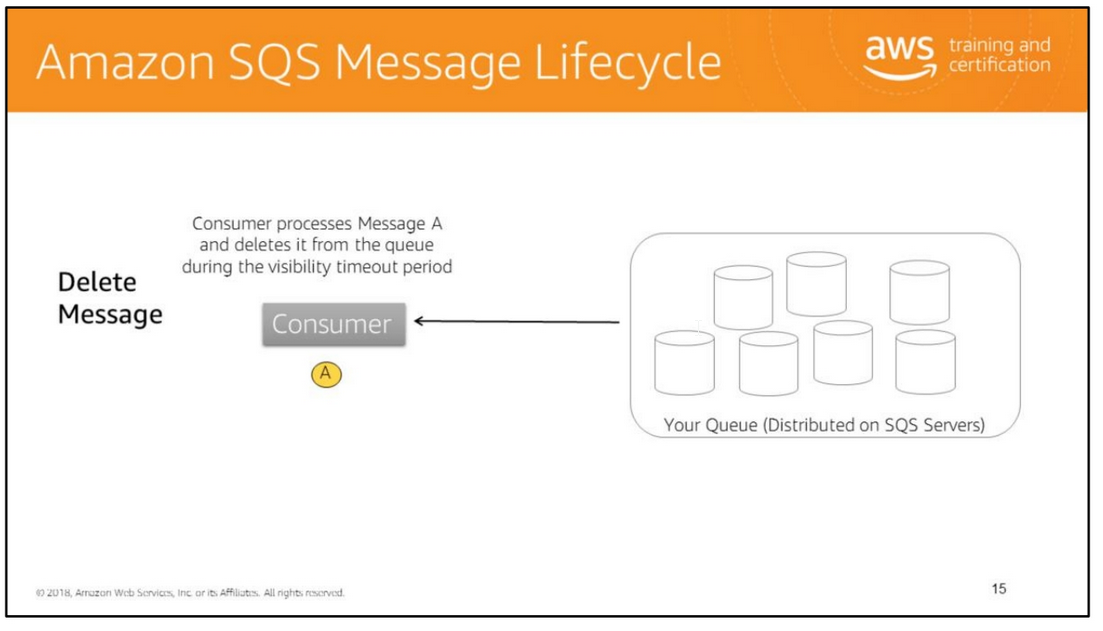 Amazon SQS Message Lifecycle
aws training and
certification
Consumer processes Message A
and deletes it from the queue
during the visibility timeout period
Delete
Message
Consumer
A
Your Queue (Distributed on SQS Servers)
© 2018, Amazon Web Services, Inc. or its Affiliates. All rights reserved.
15